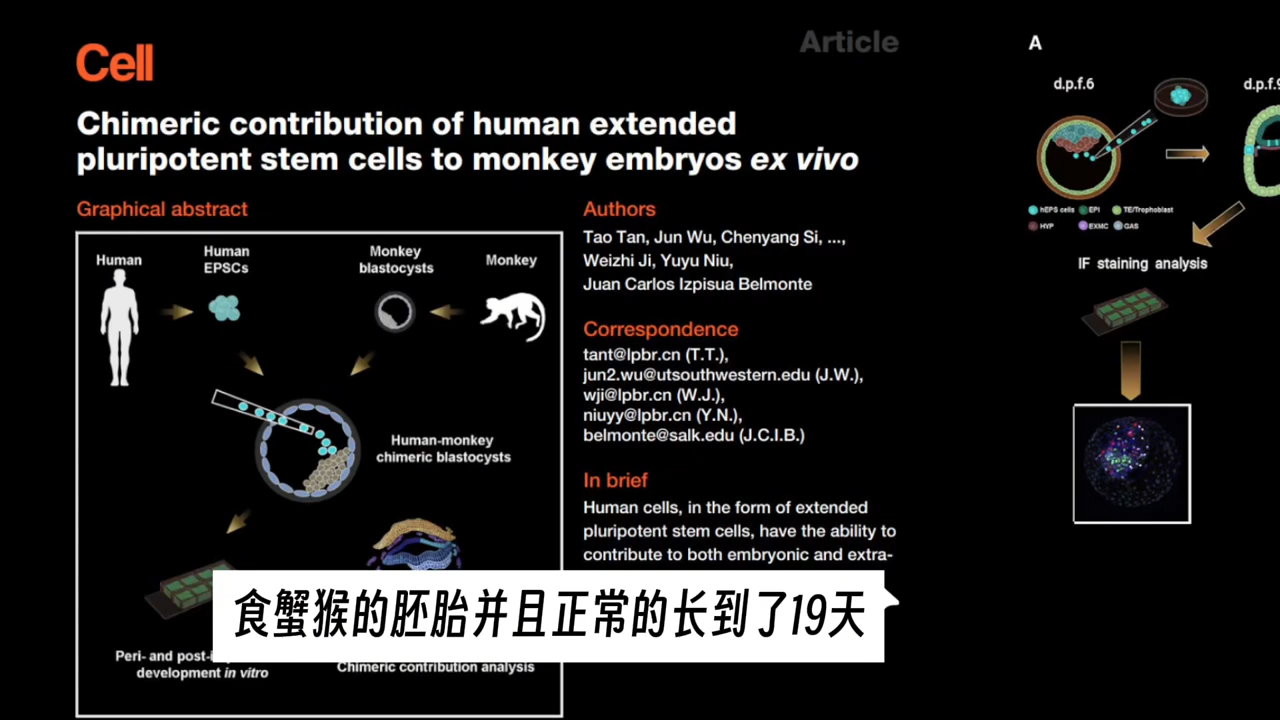 Cell
Article
Chimeric contribution of human extended
pluripotent stem cells to monkey embryos ex vivo
Graphical abstract
Human
Human
EPSCs
Monkey
blastocysts
Monkey
Human-monkey
chimeric blastocysts
Peri- and post-i
development in vitro
Chimeric contribution analysis
Authors
Tao Tan, Jun Wu, Chenyang Si, ...,
Weizhi Ji, Yuyu Niu,
Juan Carlos Izpisua Belmonte
Correspondence
tant@lpbr.cn (T.T.),
jun2.wu@utsouthwestern.edu (J.W.),
wji@lpbr.cn (W.J.),
niuyy@lpbr.cn (Y.N.),
belmonte@salk.edu (J.C.I.B.)
In brief
Human cells, in the form of extended
pluripotent stem cells, have the ability to
contribute to both embryonic and extra-
A
d.p.f.6
d.p.f.9
hEPS cells EPI TE/Trophoblast
HYP EXMC GAS
IF staining analysis
食蟹猴的胚胎并且正常的长到了19天